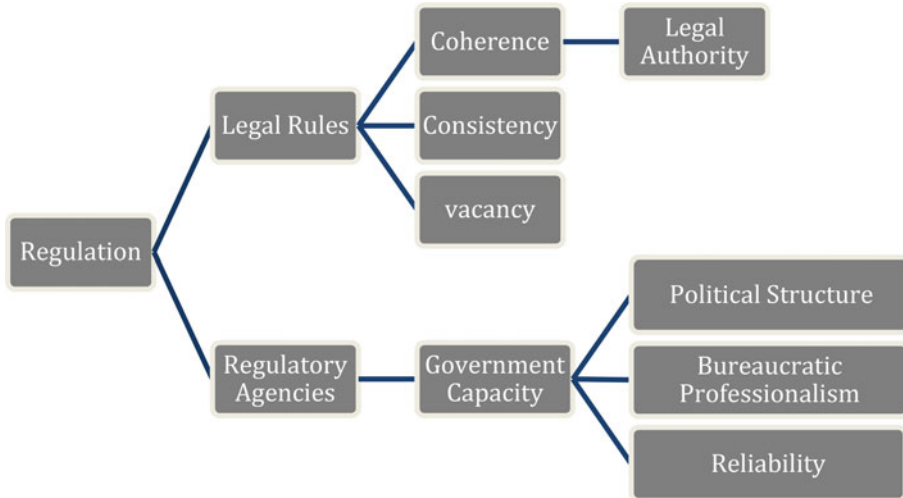 Regulation
Legal Rules
Coherence
Legal
Authority
Consistency
vacancy
Regulatory
Agencies
Government
Capacity
Political Structure
Bureaucratic
Professionalism
Reliability